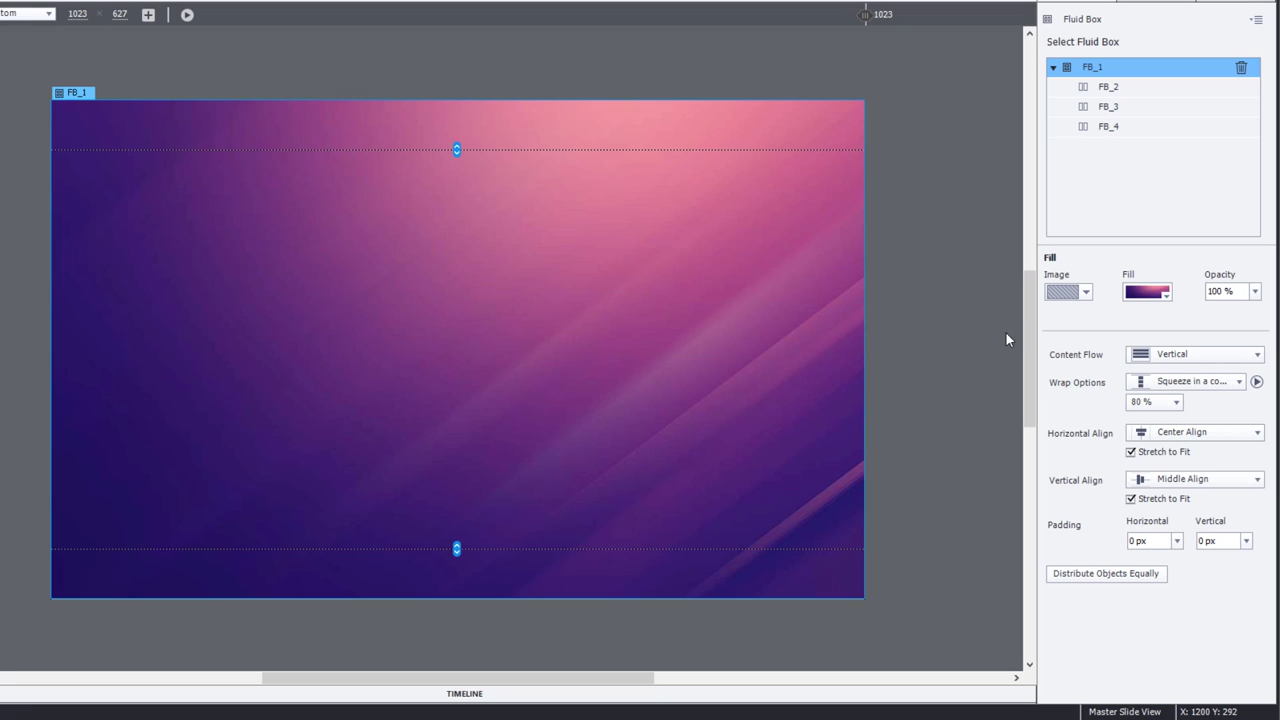 tom 1023 × 627 1023
Fluid Box
Select Fluid Box
FB_1
FB_2
FB_3
FB_4
FB_1
Fill
Image Fill Opacity
100 %
Content Flow Vertical
Wrap Options Squeeze in a co...
80 %
Horizontal Align Center Align
Stretch to Fit
Vertical Align Middle Align
Stretch to Fit
Padding Horizontal Vertical
0 px 0 px
Distribute Objects Equally
TIMELINE
Master Slide View X: 1200 Y: 292